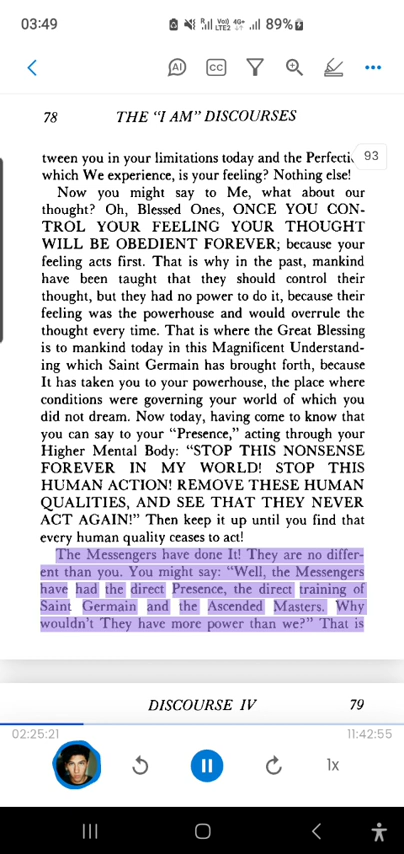 03:49
R Vo)) 4G+ 89%
LTE2
AI CC
78 THE "I AM" DISCOURSES
93
tween you in your limitations today and the Perfecti
which We experience, is your feeling? Nothing else!
Now you might say to Me, what about our
thought? Oh, Blessed Ones, ONCE YOU CON-
TROL YOUR FEELING YOUR THOUGHT
WILL BE OBEDIENT FOREVER; because your
feeling acts first. That is why in the past, mankind
have been taught that they should control their
thought, but they had no power to do it, because their
feeling was the powerhouse and would overrule the
thought every time. That is where the Great Blessing
is to mankind today in this Magnificent Understand-
ing which Saint Germain has brought forth, because
It has taken you to your powerhouse, the place where
conditions were governing your world of which you
did not dream. Now today, having come to know that
you can say to your "Presence," acting through your
Higher Mental Body: "STOP THIS NONSENSE
FOREVER IN MY WORLD! STOP THIS
HUMAN ACTION! REMOVE THESE HUMAN
QUALITIES, AND SEE THAT THEY NEVER
ACT AGAIN!" Then keep it up until you find that
every human quality ceases to act!
The Messengers have done It! They are no differ-
ent than you. You might say: "Well, the Messengers
have had the direct Presence, the direct training of
Saint Germain and the Ascended Masters. Why
wouldn't They have more power than we?" That is
DISCOURSE IV 79
02:25:21 11:42:55
1x